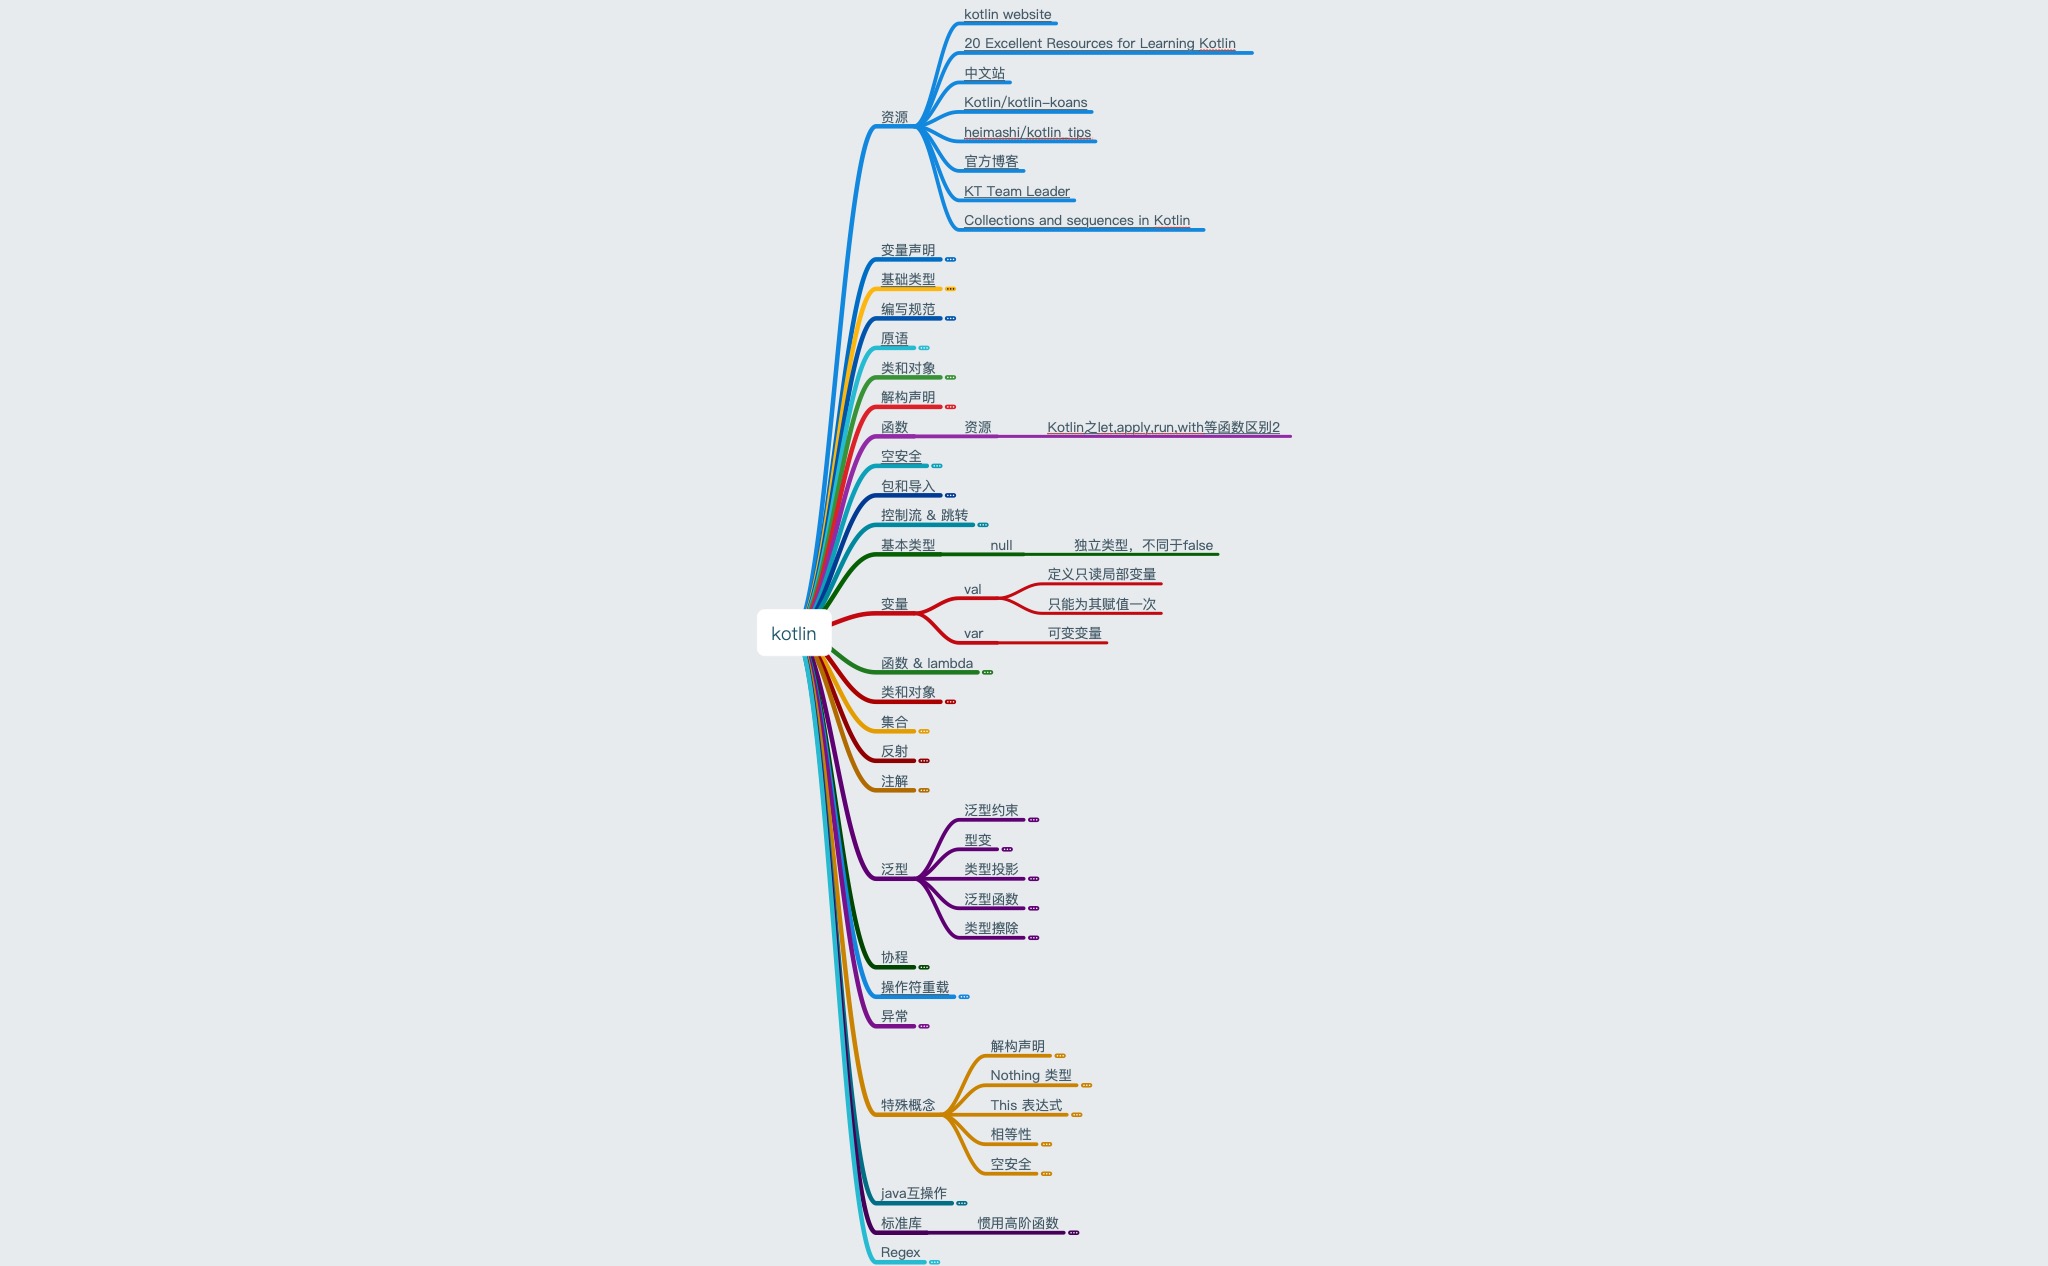 kotlin website
20 Excellent Resources for Learning Kotlin
中文站
Kotlin/kotlin-koans
资源
heimashi/kotlin_tips
官方博客
KT Team Leader
Collections and sequences in Kotlin
变量声明
基础类型
编写规范
原语
类和对象
解构声明
函数 资源 Kotlin之let,apply,run,with等函数区别2
空安全
包和导入
控制流 & 跳转
基本类型 null 独立类型，不同于false
定义只读局部变量
val
变量 只能为其赋值一次
kotlin
var 可变变量
函数 & lambda
类和对象
集合
反射
注解
泛型约束
型变
泛型 类型投影
泛型函数
类型擦除
协程
操作符重载
异常
解构声明
Nothing 类型
特殊概念 This 表达式
相等性
空安全
java互操作
标准库 惯用高阶函数
Regex